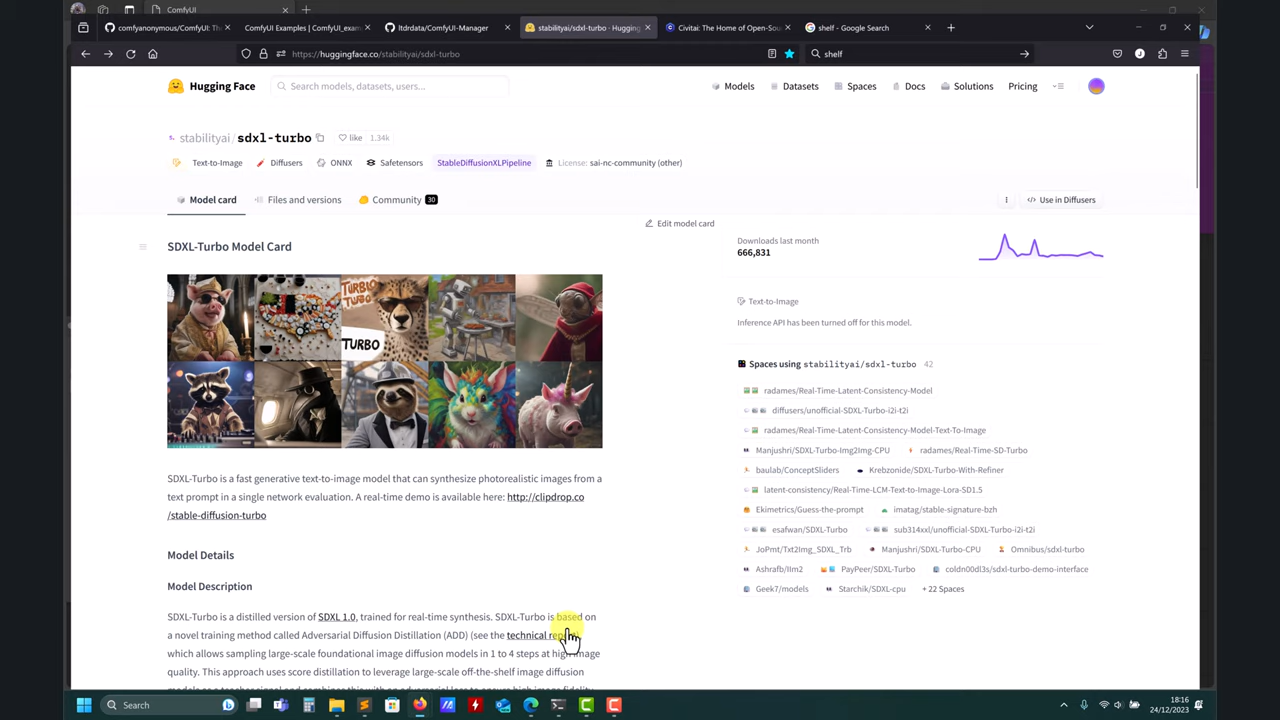 ComfyUI
comfyanonymous/ComfyUI: Th
ComfyUI Examples | ComfyUI_exam
ltdrdata/ComfyUI-Manager
stabilityai/sdxl-turbo · Hugging
Civitai: The Home of Open-Sou
shelf - Google Search
https://huggingface.co/stabilityai/sdxl-turbo
shelf
Hugging Face
Search models, datasets, users...
Models
Datasets
Spaces
Docs
Solutions
Pricing
stabilityai/sdxl-turbo
like 1.34k
Text-to-Image
Diffusers
ONNX
Safetensors
StableDiffusionXLPipeline
License: sai-nc-community (other)
Model card
Files and versions
Community 30
Use in Diffusers
Edit model card
SDXL-Turbo Model Card
TURBO
SDXL-Turbo is a fast generative text-to-image model that can synthesize photorealistic images from a
text prompt in a single network evaluation. A real-time demo is available here: http://clipdrop.co
/stable-diffusion-turbo
Model Details
Model Description
SDXL-Turbo is a distilled version of SDXL 1.0, trained for real-time synthesis. SDXL-Turbo is based on
a novel training method called Adversarial Diffusion Distillation (ADD) (see the technical
which allows sampling large-scale foundational image diffusion models in 1 to 4 steps at high image
quality. This approach uses score distillation to leverage large-scale off-the-shelf image diffusion
Downloads last month
666,831
Text-to-Image
Inference API has been turned off for this model.
Spaces using stabilityai/sdxl-turbo 42
radames/Real-Time-Latent-Consistency-Model
diffusers/unofficial-SDXL-Turbo-i2i-t2i
radames/Real-Time-Latent-Consistency-Model-Text-To-Image
Manjushri/SDXL-Turbo-Img2Img-CPU
radames/Real-Time-SD-Turbo
baulab/ConceptSliders
Krebzonide/SDXL-Turbo-With-Refiner
latent-consistency/Real-Time-LCM-Text-to-Image-Lora-SD1.5
Ekimetrics/Guess-the-prompt
imatag/stable-signature-bzh
esafwan/SDXL-Turbo
sub314xxl/unofficial-SDXL-Turbo-i2i-t2i
JoPmt/Txt2Img_SDXL_Trb
Manjushri/SDXL-Turbo-CPU
Omnibus/sdxl-turbo
Ashrafb/Ilm2
PayPeer/SDXL-Turbo
coldn00dl3s/sdxl-turbo-demo-interface
Geek7/models
Starchik/SDXL-cpu
+ 22 Spaces
Search
18:16
24/12/2023